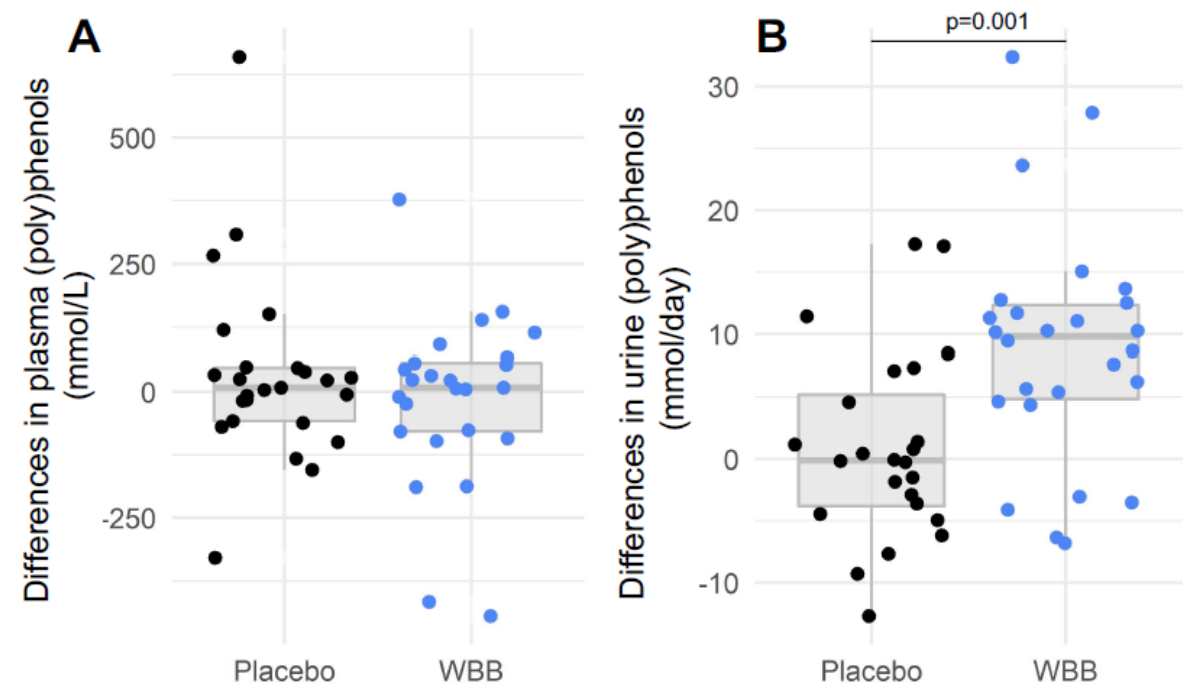 A
Differences in plasma (poly)phenols
(mmol/L)
500
250
0
-250
Placebo
WBB
B
p=0.001
Differences in urine (poly)phenols
(mmol/day)
30
20
10
0
-10
Placebo
WBB